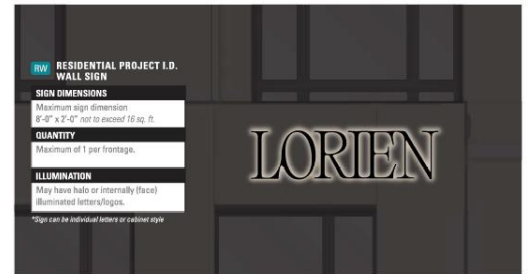 RW RESIDENTIAL PROJECT I.D.
WALL SIGN
SIGN DIMENSIONS
Maximum sign dimension
8'-0" x 2'-0" not to exceed 16 sq. ft.
QUANTITY
Maximum of 1 per frontage.
ILLUMINATION
May have halo or internally (face)
illuminated letters/logos.
*Sign can be individual letters or cabinet style
LORIEN